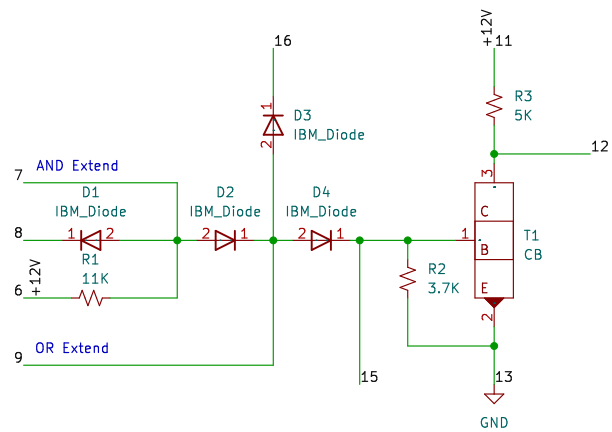 +12V
16
11
R3
5K
1
D3
IBM_Diode
2
12
AND Extend
7
3
D1
D2
D4
IBM_Diode
IBM_Diode
IBM_Diode
C
8
1
2
2
1
2
1
1
B
T1
CB
R1
11K
+12V
6
R2
3.7K
E
2
OR Extend
9
15
13
GND